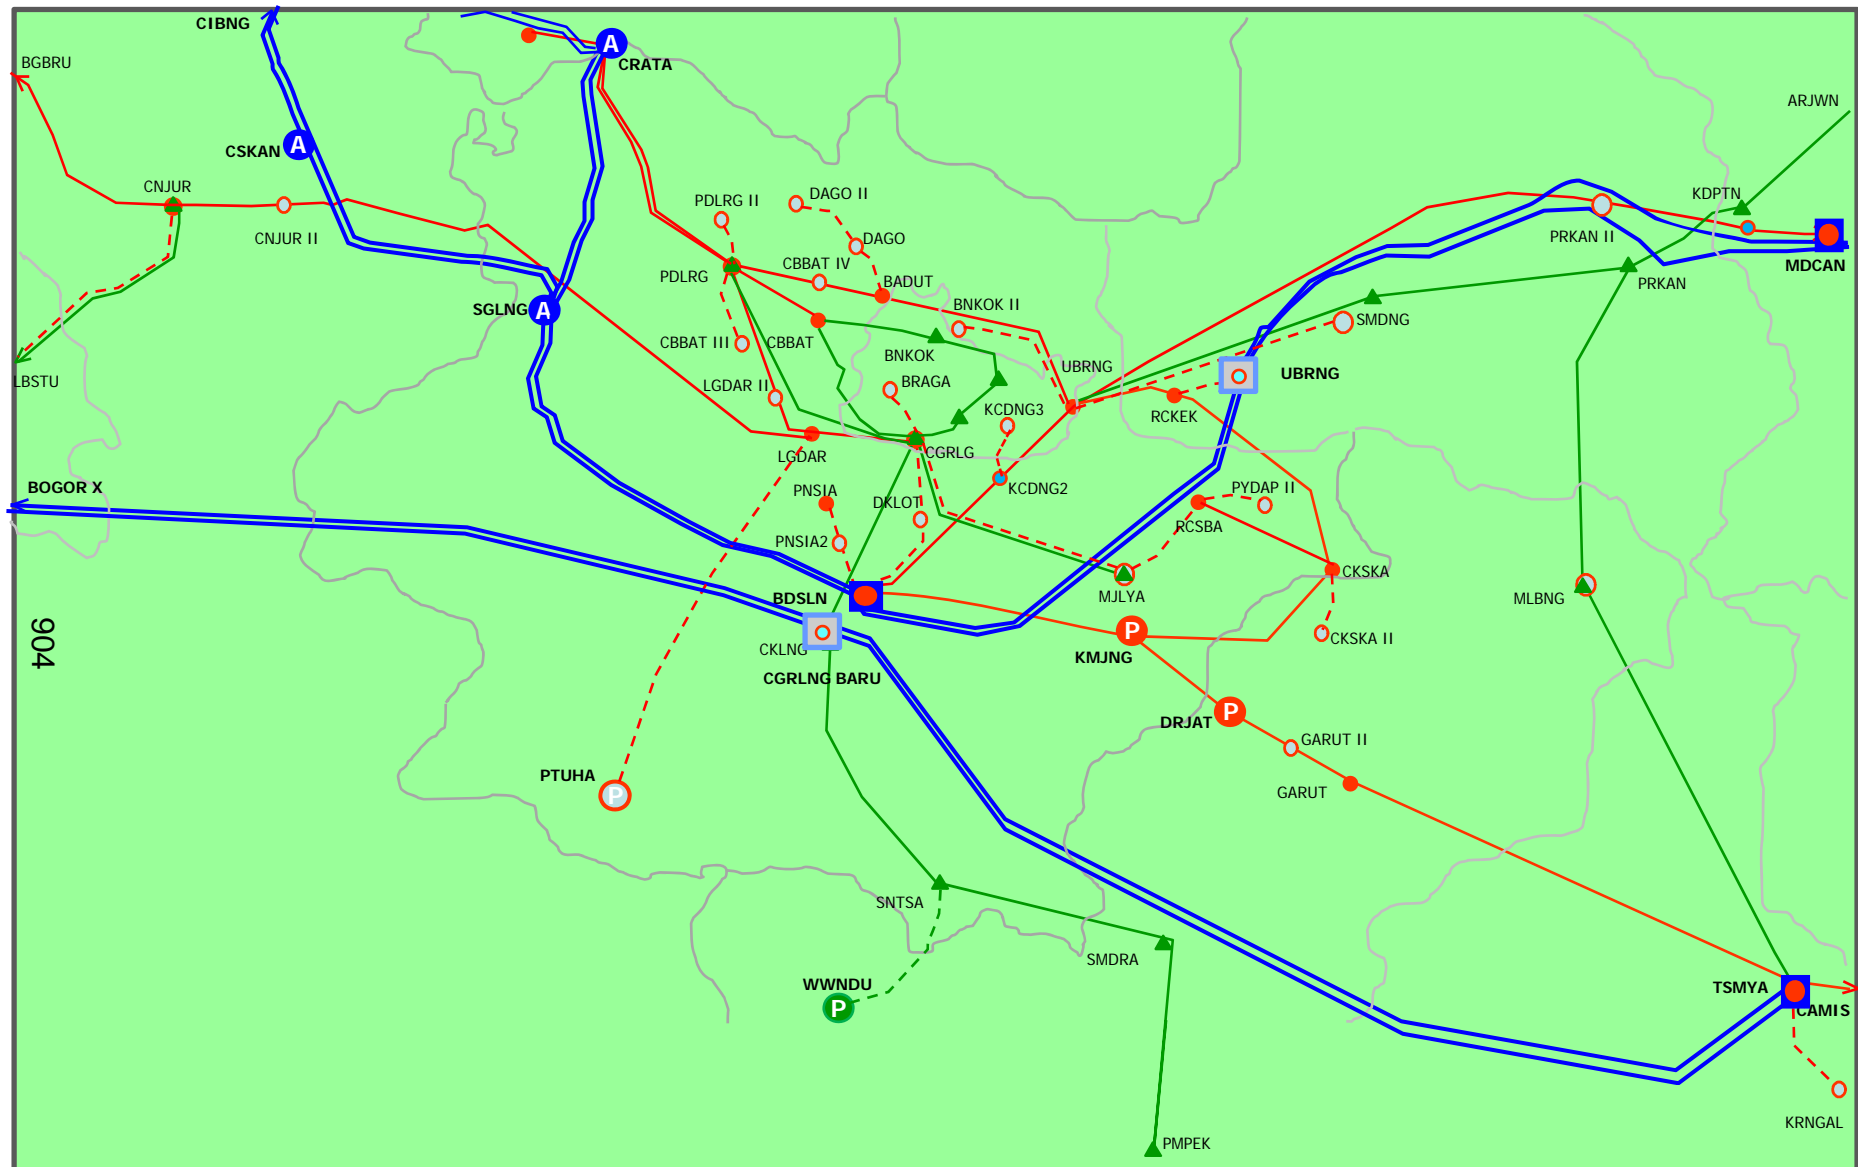 CIBNG
BGBRU
A
CRATA
ARJWN
A
CSKAN
CNJUR
PDLRG II
DAGO II
KDPTN
CNJUR II
DAGO
PRKAN II
MDCAN
PDLRG
CBBAT IV
BADUT
PRKAN
SGLNG
A
BNKOK II
SMDNG
CBBAT III
CBBAT
BNKOK
UBRNG
UBRNG
LBSTU
LGDAR II
BRAGA
KCDNG3
RCKEK
LGDAR
CGRLG
BOGOR X
PNSIA
DKLOT
KCDNG2
PYDAP II
RCSBA
PNSIA2
CKSKA
BDSLN
MJLYA
MLBNG
904
CKLNG
P
KMJNG
CKSKA II
CGRLNG BARU
DRJAT
P
GARUT II
PTUHA
P
GARUT
SNTSA
SMDRA
WWNDU
P
TSMYA
CAMIS
KRNGAL
PMPEK